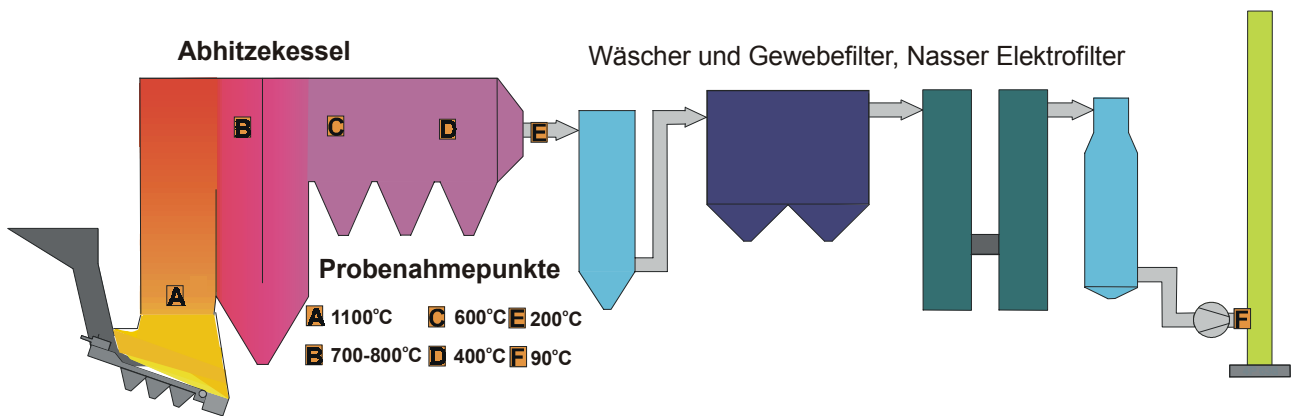 Abhitzekessel
Wäscher und Gewebefilter, Nasser Elektrofilter
B
C
D
E
A
Probenahmepunkte
A 1100°C C 600°C E 200°C
B 700-800°C D 400°C F 90°C
F